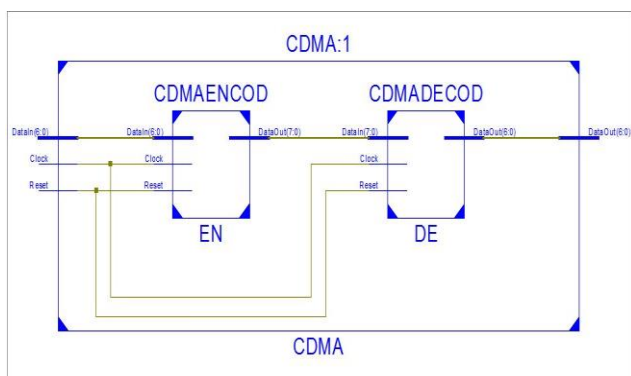 CDMA:1
CDMAENCOD CDMADECOD
DataIn(6:0) DataIn(6:0) DataOut(7:0) DataIn(7:0) DataOut(6:0) DataOut(6:0)
Clock Clock Clock
Reset Reset Reset
EN DE
CDMA